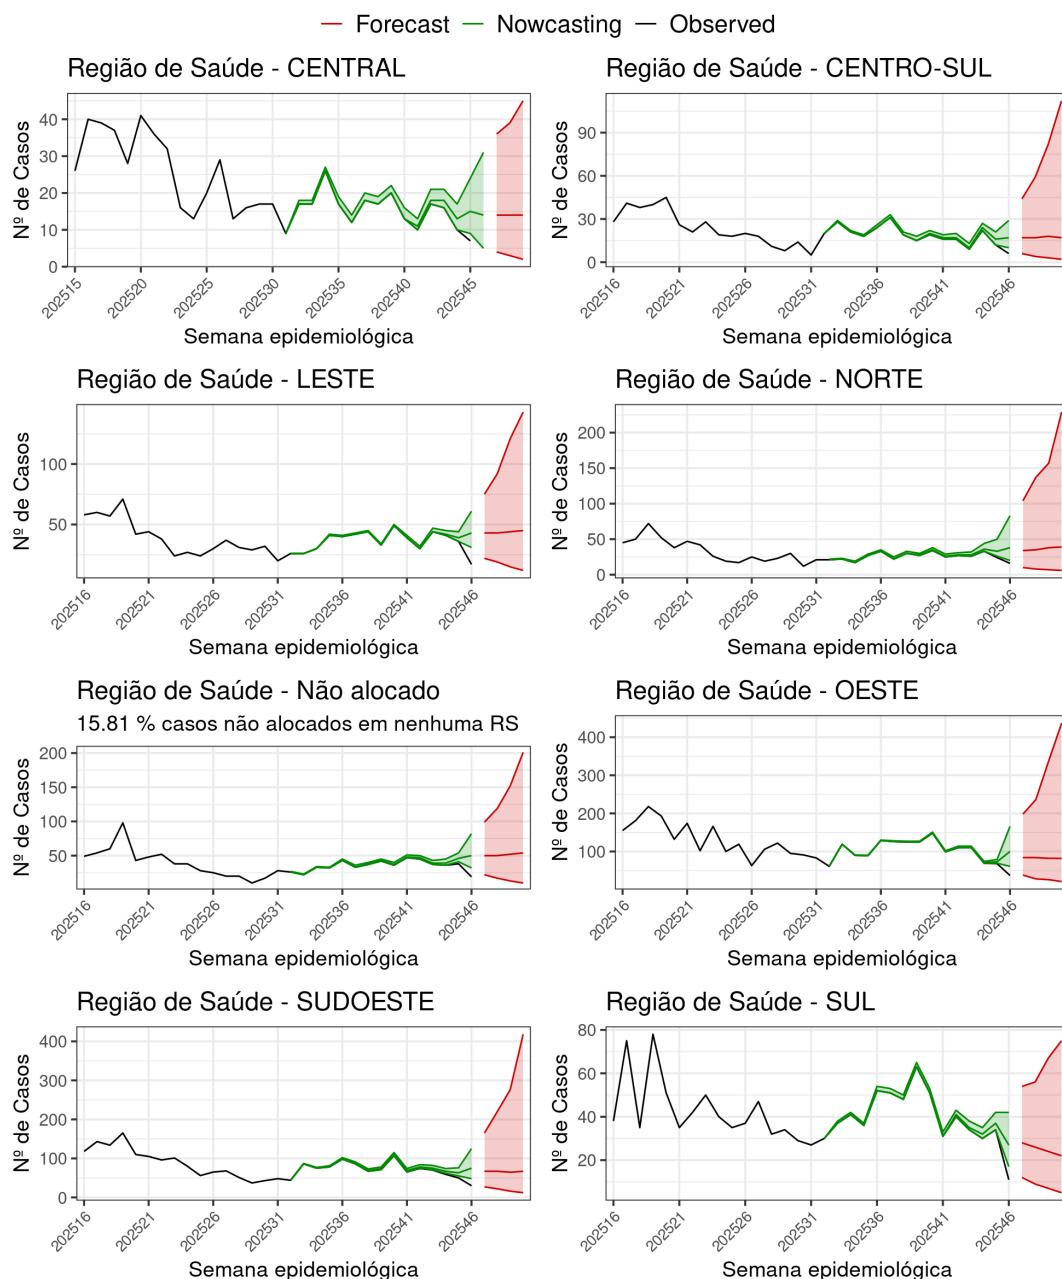 Forecast Nowcasting Observed
Região de Saúde - CENTRAL
Nº de Casos
40
30
20
10
0
202515 202520 202525 202530 202535 202540 202545
Semana epidemiológica
Região de Saúde - CENTRO-SUL
Nº de Casos
90
60
30
0
202516 202521 202526 202531 202536 202541 202546
Semana epidemiológica
Região de Saúde - LESTE
Nº de Casos
100
50
202516 202521 202526 202531 202536 202541 202546
Semana epidemiológica
Região de Saúde - NORTE
Nº de Casos
200
150
100
50
0
202516 202521 202526 202531 202536 202541 202546
Semana epidemiológica
Região de Saúde - Não alocado
15.81 % casos não alocados em nenhuma RS
Nº de Casos
200
150
100
50
202516 202521 202526 202531 202536 202541 202546
Semana epidemiológica
Região de Saúde - OESTE
Nº de Casos
400
300
200
100
202516 202521 202526 202531 202536 202541 202546
Semana epidemiológica
Região de Saúde - SUDOESTE
Nº de Casos
400
300
200
100
0
202516 202521 202526 202531 202536 202541 202546
Semana epidemiológica
Região de Saúde - SUL
Nº de Casos
80
60
40
20
202516 202521 202526 202531 202536 202541 202546
Semana epidemiológica